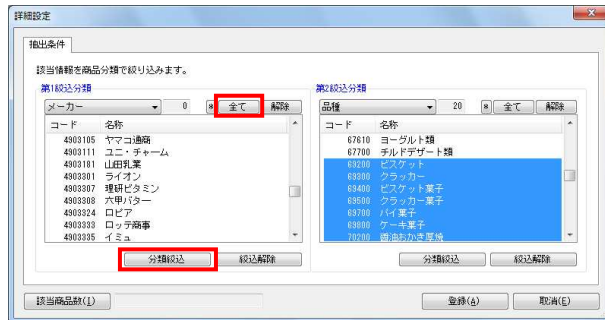 詳細設定
抽出条件
該当情報を商品分類で絞り込みます。
第1絞込分類
メーカー 0 * 全て 解除
コード 名称
4903105 ヤマコ通商
4903111 ユニ・チャーム
4903181 山田乳業
4903301 ライオン
4903307 理研ビタミン
4903308 六甲バター
4903324 ロピア
4903333 ロッテ商事
4903335 イミュ
分類絞込 絞込解除
第2絞込分類
品種 20 * 全て 解除
コード 名称
67610 ヨーグルト類
67700 チルドデザート類
69200 ビスケット
69300 クラッカー
69400 ビスケット菓子
69500 クラッカー菓子
69700 パイ菓子
69800 ケーキ菓子
70200 醤油おかき厚焼
分類絞込 絞込解除
該当商品数(I) 登録(A) 取消(E)